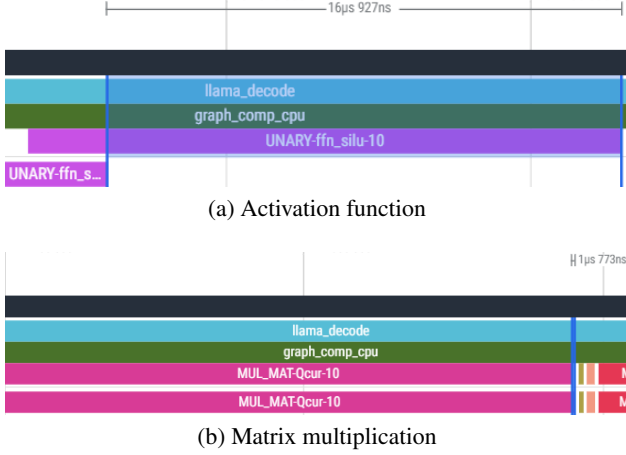 16μs 927ns
llama_decode
graph_comp_cpu
UNARY-ffn_silu-10
UNARY-ffn_s...
(a) Activation function
1μs 773ns
llama_decode
graph_comp_cpu
MUL_MAT-Qcur-10
M
MUL_MAT-Qcur-10
M
(b) Matrix multiplication